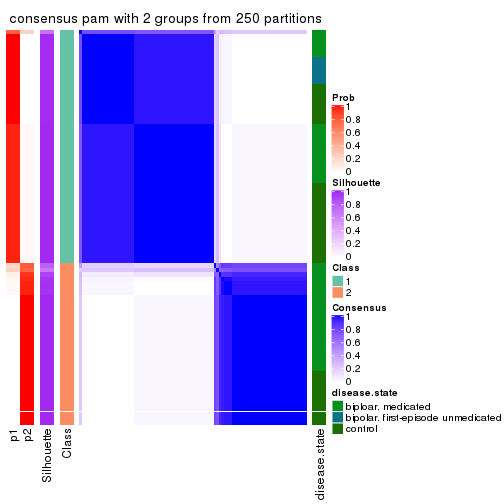 consensus pam with 2 groups from 250 partitions
Prob
1
0.8
0.6
0.4
0.2
0
Silhouette
1
0.8
0.6
0.4
0.2
0
Class
1
2
Consensus
1
0.8
0.6
0.4
0.2
0
disease.state
biploar, medicated
bipolar, first-episode unmedicated
control
p1
p2
Silhouette
Class
disease.state